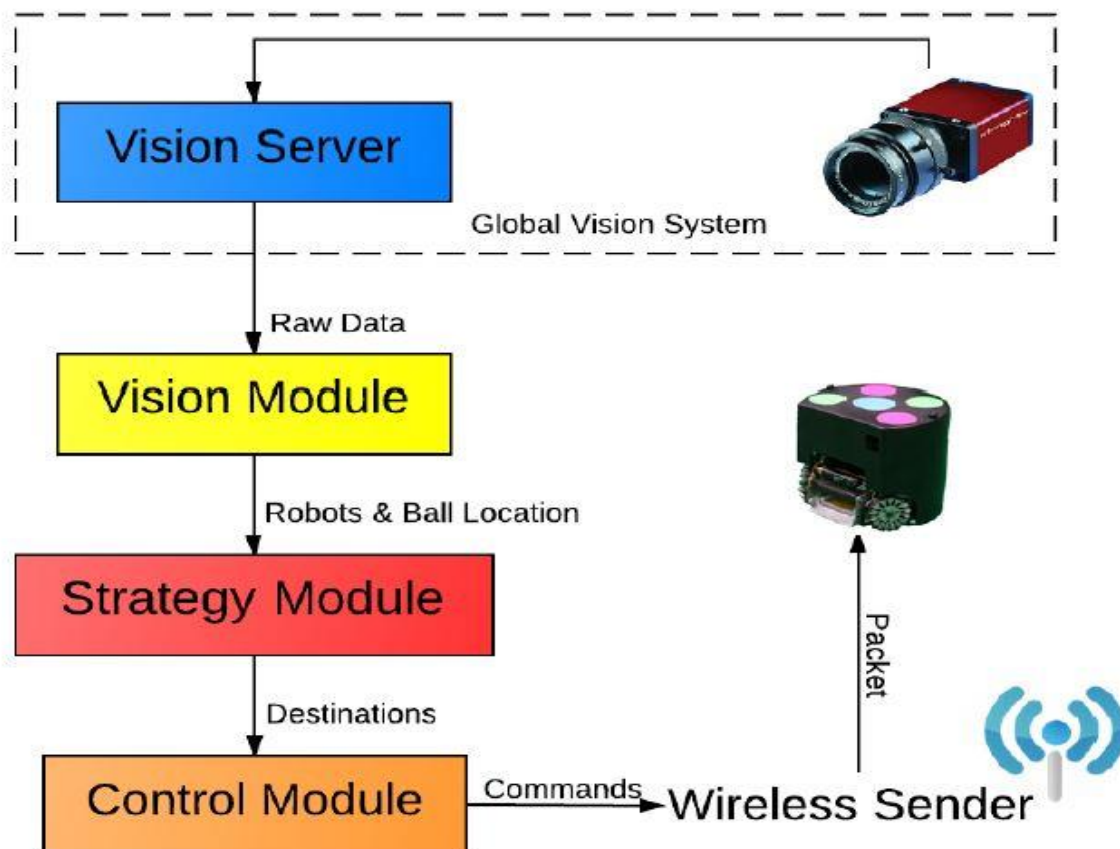 Vision Server
Global Vision System
Raw Data
Vision Module
Robots & Ball Location
Strategy Module
Destinations
Control Module
Commands
Wireless Sender
Packet